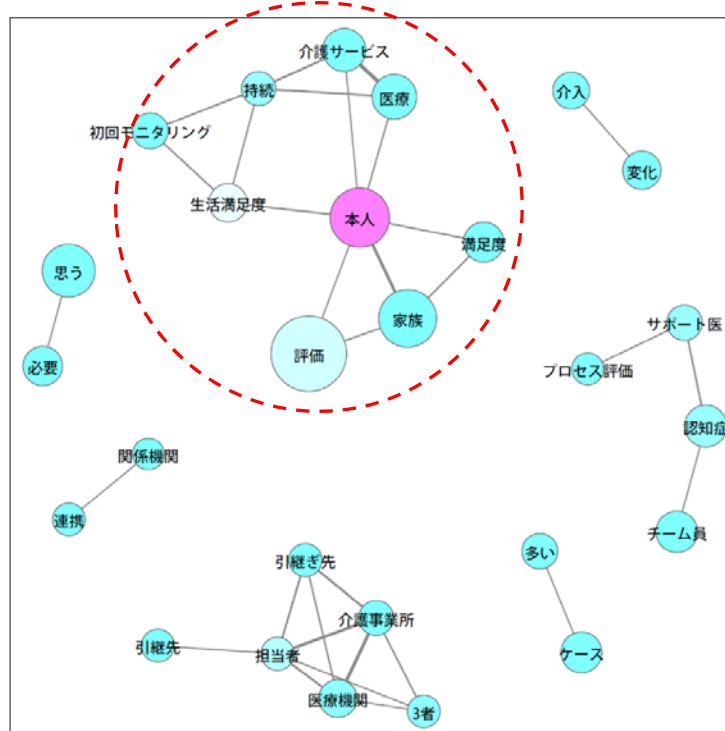 介護サービス
持続
医療
介入
初回モニタリング
変化
生活満足度
本人
満足度
思う
家族
サポート医
評価
必要
プロセス評価
認知症
関係機関
連携
チーム員
多い
引継ぎ先
介護事業所
引継先
担当者
ケース
医療機関
3者